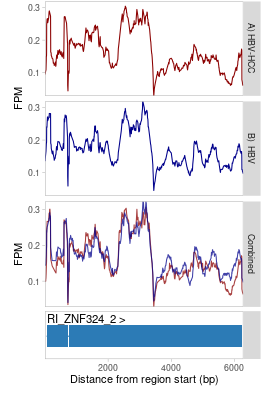 0.3
0.2
0.1
A) HBV-HCC
FPM
0.3
0.2
0.1
B) HBV
0.3
0.2
0.1
FPM
Combined
RI_ZNF324_2 >
2000
4000
6000
Distance from region start (bp)